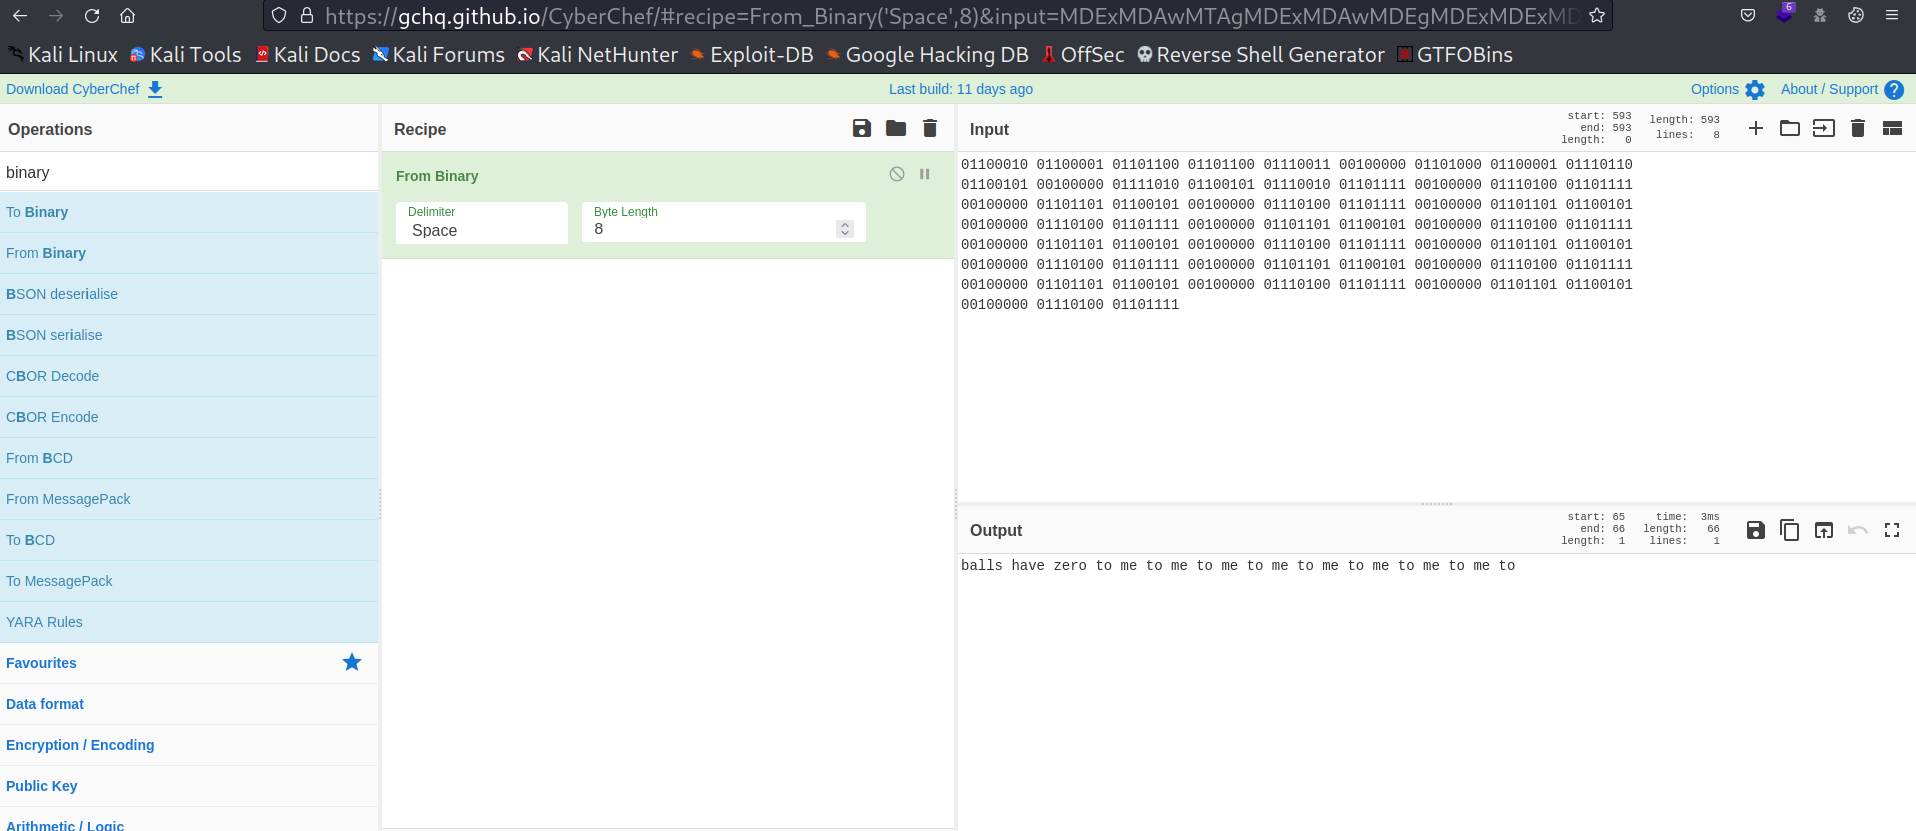 https://gchq.github.io/CyberChef/#recipe=From_Binary('Space',8)&input=MDExMDAwMTAgMDExMDAwMDEgMDExMDExMD
6
Kali Linux Kali Tools Kali Docs Kali Forums Kali NetHunter Exploit-DB Google Hacking DB OffSec Reverse Shell Generator GTFOBins
Download CyberChef Last build: 11 days ago Options About / Support
Operations
binary
To Binary
From Binary
BSON deserialise
BSON serialise
CBOR Decode
CBOR Encode
From BCD
From MessagePack
To BCD
To MessagePack
YARA Rules
Favourites
Data format
Encryption / Encoding
Public Key
Arithmetic / Logic
Recipe
From Binary
Delimiter
Space
Byte Length
8
Input
start: 593
end: 593
length: 0
length: 593
lines: 8
01100010 01100001 01101100 01101100 01110011 00100000 01101000 01100001 01110110
01100101 00100000 01111010 01100101 01110010 01101111 00100000 01110100 01101111
00100000 01101101 01100101 00100000 01110100 01101111 00100000 01101101 01100101
00100000 01110100 01101111 00100000 01101101 01100101 00100000 01110100 01101111
00100000 01101101 01100101 00100000 01110100 01101111 00100000 01101101 01100101
00100000 01110100 01101111 00100000 01101101 01100101 00100000 01110100 01101111
00100000 01101101 01100101 00100000 01110100 01101111 00100000 01101101 01100101
00100000 01110100 01101111
Output
start: 65
end: 66
length: 1
time: 3ms
length: 66
lines: 1
balls have zero to me to me to me to me to me to me to me to me to